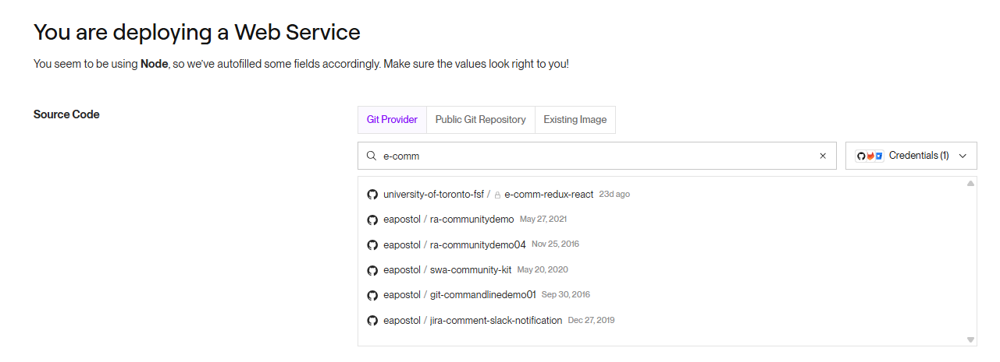 You are deploying a Web Service
You seem to be using Node, so we've autofilled some fields accordingly. Make sure the values look right to you!
Source Code
Git Provider Public Git Repository Existing Image
e-comm Credentials (1)
university-of-toronto-fsf / e-comm-redux-react 23d ago
eapostol / ra-communitydemo May 27, 2021
eapostol / ra-communitydemo04 Nov 25, 2016
eapostol / swa-community-kit May 20, 2020
eapostol / git-commandlinedemo01 Sep 30, 2016
eapostol / jira-comment-slack-notification Dec 27, 2019